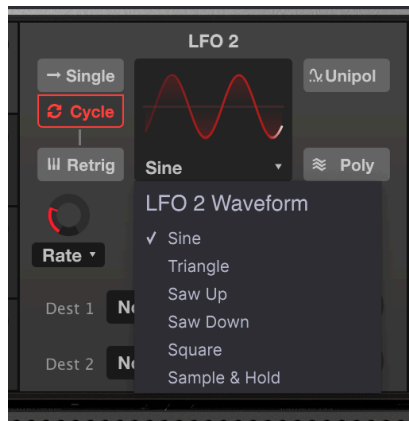 LFO 2
Single
Unipol
Cycle
Retrig
Sine
Poly
LFO 2 Waveform
Sine
Rate
Triangle
Saw Up
Dest 1
Saw Down
Square
Dest 2
Sample & Hold